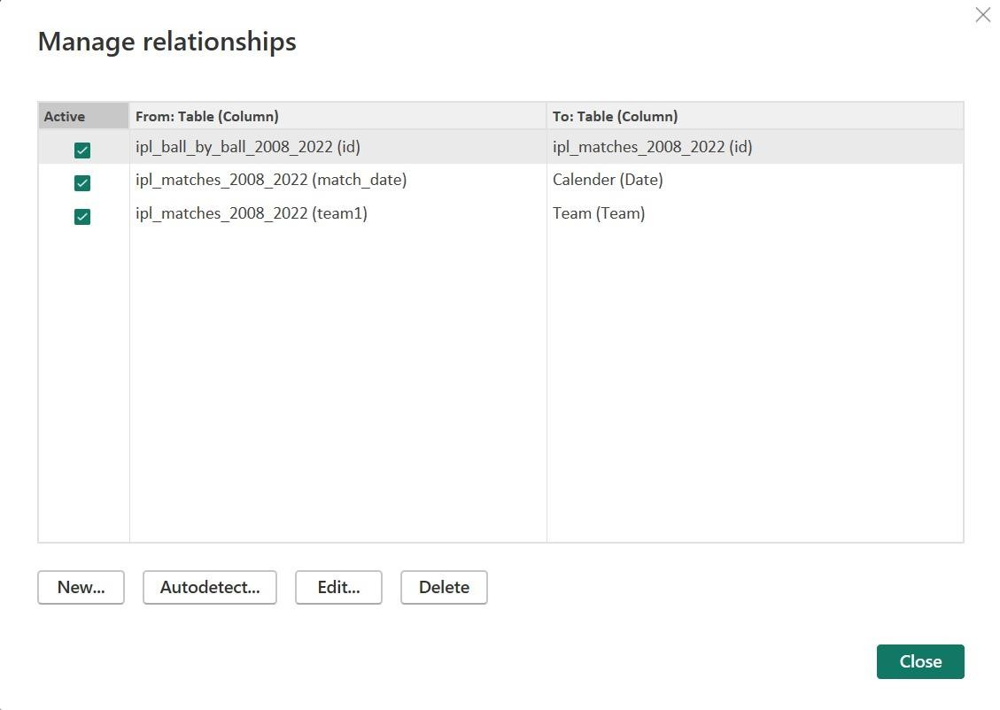 Manage relationships
Active From: Table (Column) To: Table (Column)
ipl_ball_by_ball_2008_2022 (id) ipl_matches_2008_2022 (id)
ipl_matches_2008_2022 (match_date) Calender (Date)
ipl_matches_2008_2022 (team1) Team (Team)
New... Autodetect... Edit... Delete
Close